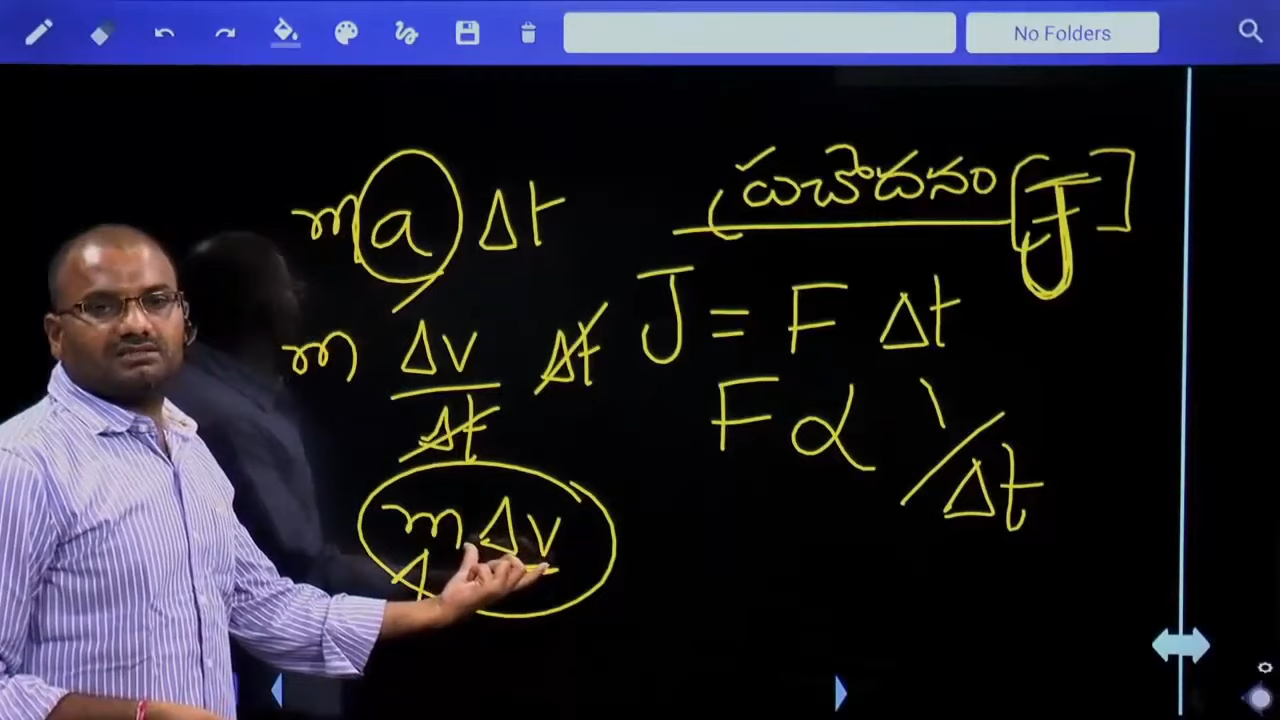 No Folders
ప్రచోదనం [J]
m a Δt
J = F Δt
m Δv/Δt Δt
F ∝ 1/Δt
m Δv